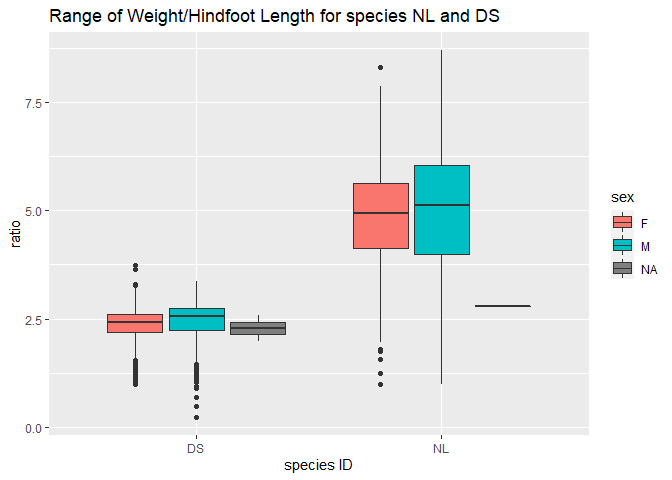 Range of Weight/Hindfoot Length for species NL and DS
7.5
5.0
2.5
0.0
ratio
DS
NL
species ID
sex
F
M
NA